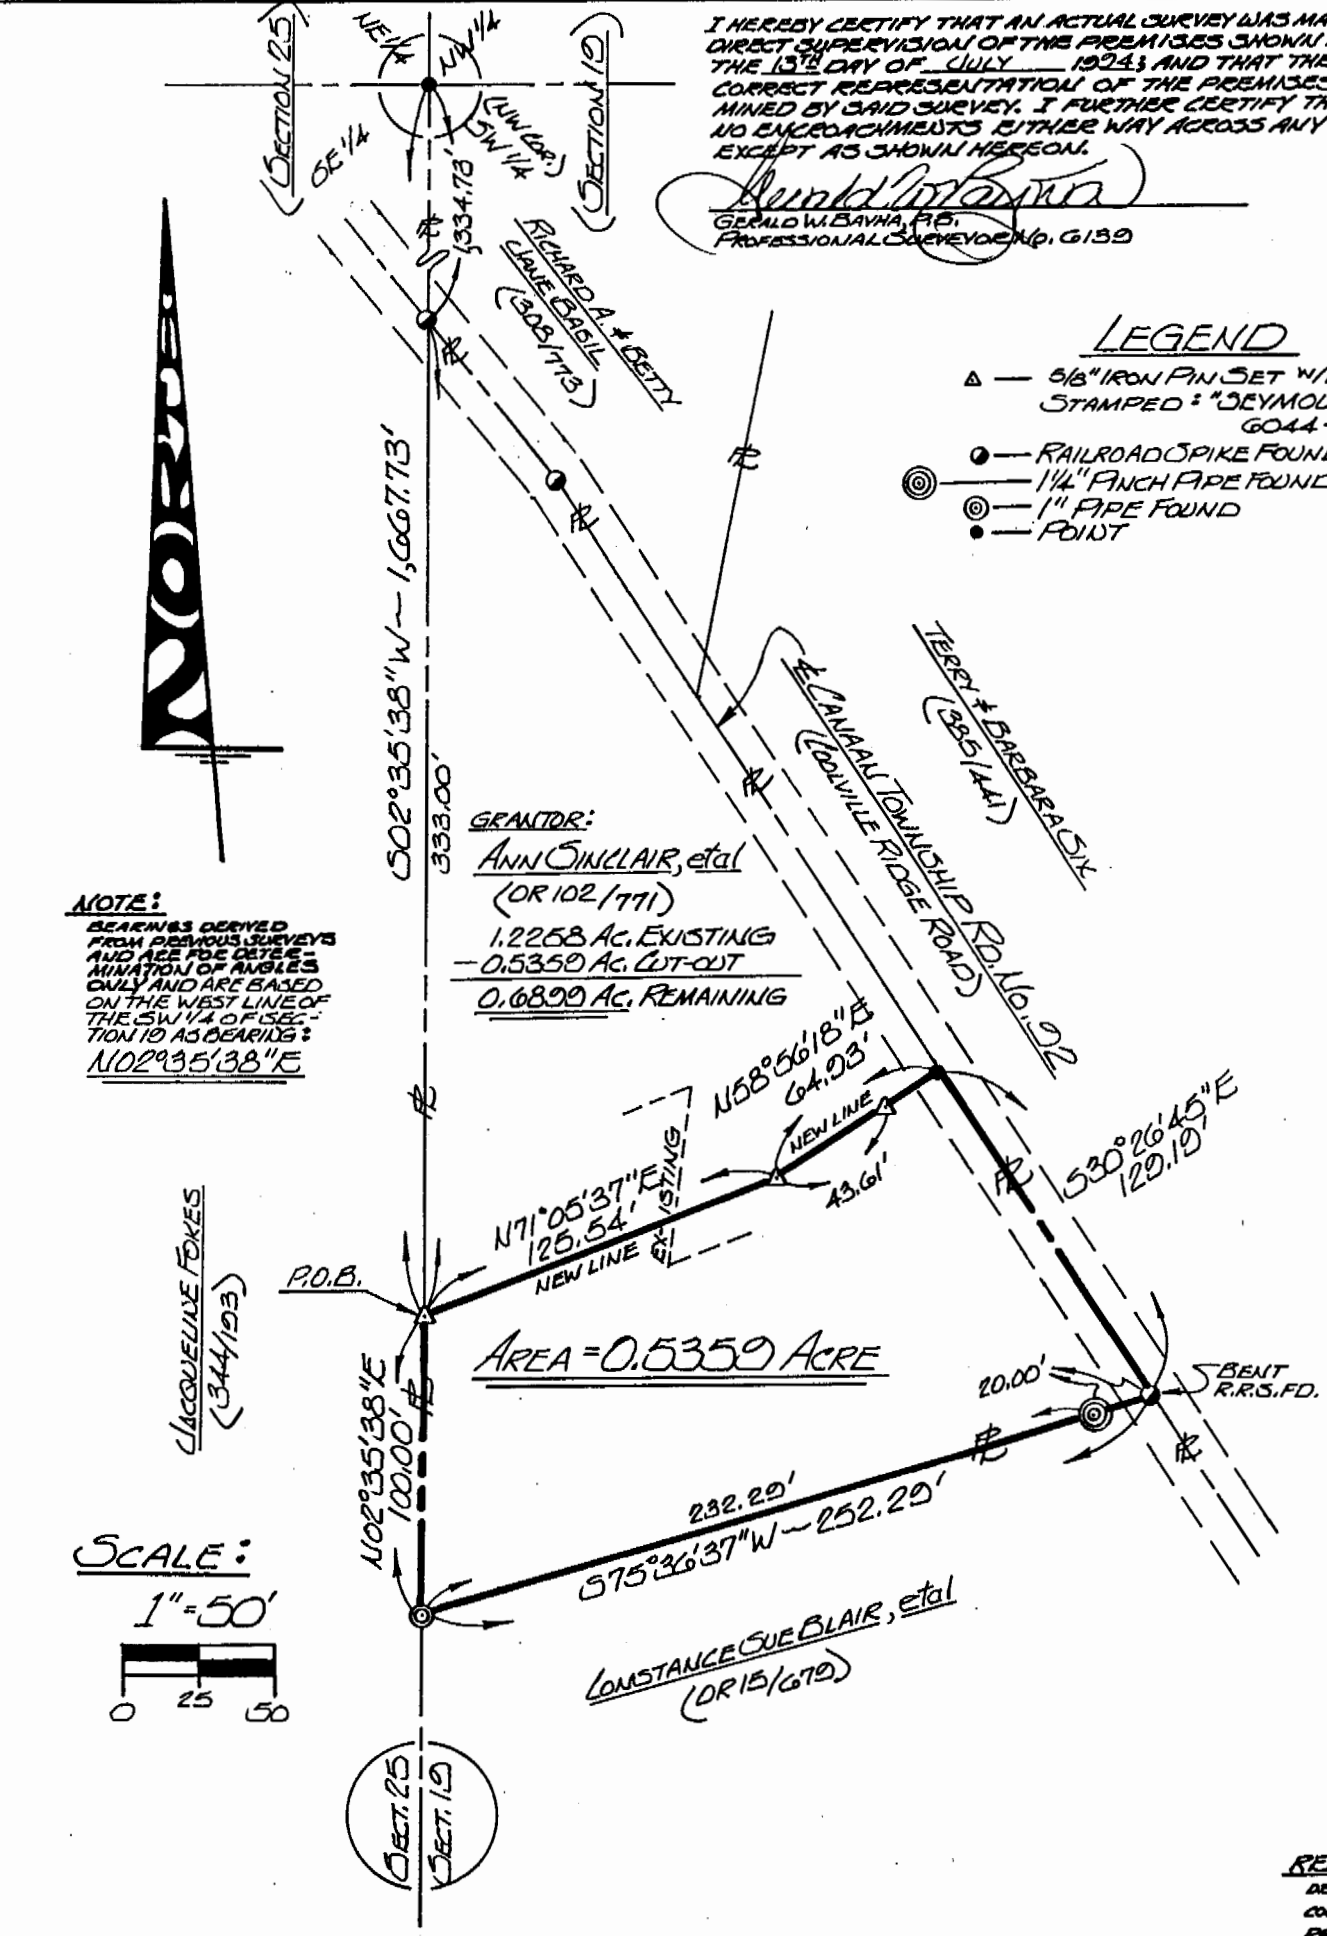 I HEREBY CERTIFY THAT AN ACTUAL SURVEY WAS MA
DIRECT SUPERVISION OF THE PREMISES SHOWN
THE 13TH DAY OF JULY 1994; AND THAT THE
CORRECT REPRESENTATION OF THE PREMISES
MINED BY SAID SURVEY. I FURTHER CERTIFY TH
NO ENCROACHMENTS EITHER WAY ACROSS ANY
EXCEPT AS SHOWN HEREON.
GERALD W. BAYHA, P.S.
PROFESSIONAL SURVEYOR NO. 6139
(SECTION 25)
NE 1/4
NW 1/4
(SECTION 19)
SE 1/4
SW 1/4
(NW COR.)
1,334.73'
RICHARD A. & BETTY
JANE BASIL
(308/773)
LEGEND
5/8" IRON PIN SET W/
STAMPED: "SEYMOU
6044-
RAILROAD SPIKE FOUND
1 1/4" PINCH PIPE FOUND
1" PIPE FOUND
POINT
NORTH
S02°35'38"W — 1,667.73'
333.00'
TERRY & BARBARA SIX
(385/441)
℄ CANAAN TOWNSHIP RD. NO. 92
(COOLVILLE RIDGE ROAD)
GRANTOR:
ANN SINCLAIR, etal
(OR 102/771)
1.2258 AC. EXISTING
-0.5359 AC. CUT-OUT
0.6899 AC. REMAINING
NOTE:
BEARINGS DERIVED
FROM PREVIOUS SURVEYS
AND ARE FOR DETER-
MINATION OF ANGLES
ONLY AND ARE BASED
ON THE WEST LINE OF
THE SW 1/4 OF SEC-
TION 19 AS BEARING:
N02°35'38"E
N58°56'18"E
64.93'
NEW LINE
43.61'
S30°26'45"E
129.19'
N71°05'37"E
125.54'
NEW LINE
EXISTING
JACQUELINE FOKES
(344/193)
P.O.B.
AREA = 0.5359 ACRE
20.00'
BENT
R.R.S. FD.
N02°35'38"E
100.00'
232.29'
S75°36'37"W — 252.29'
CONSTANCE SUE BLAIR, etal
(OR 15/679)
SCALE:
1"=50'
0 25 50
SECT. 25
SECT. 19
RE
DE
CO